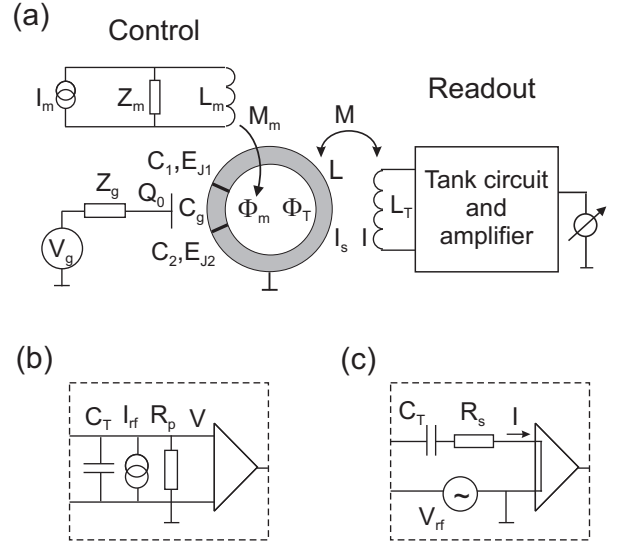 (a)
Control
Readout
I_m
Z_m
L_m
M_m
M
C_1,E_J1
L
Z_g
Q_0
C_g
Φ_m
Φ_T
L_T
Tank circuit
and
amplifier
V_g
C_2,E_J2
I_s
I
(b)
C_T
I_rf
R_p
V
(c)
C_T
R_s
I
V_rf
~